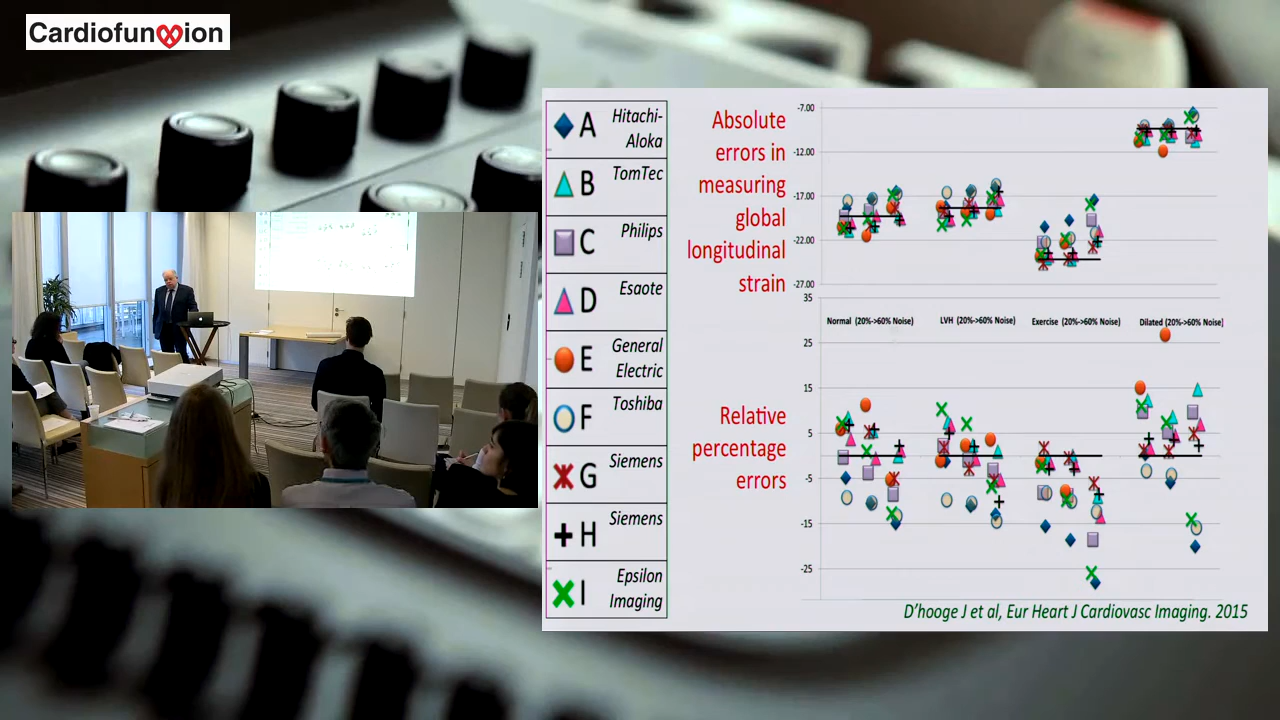 Cardiofun ion
A Hitachi-
Aloka
B TomTec
C Philips
D Esaote
E General
Electric
F Toshiba
G Siemens
H Siemens
I Epsilon
Imaging
Absolute
errors in
measuring
global
longitudinal
strain
-7.00
-12.00
-17.00
-22.00
-27.00
35
Normal (20%->60% Noise) LVH (20%->60% Noise) Exercise (20%->60% Noise) Dilated (20%->60% Noise)
25
15
5
-5
-15
-25
Relative
percentage
errors
D'hooge J et al, Eur Heart J Cardiovasc Imaging. 2015